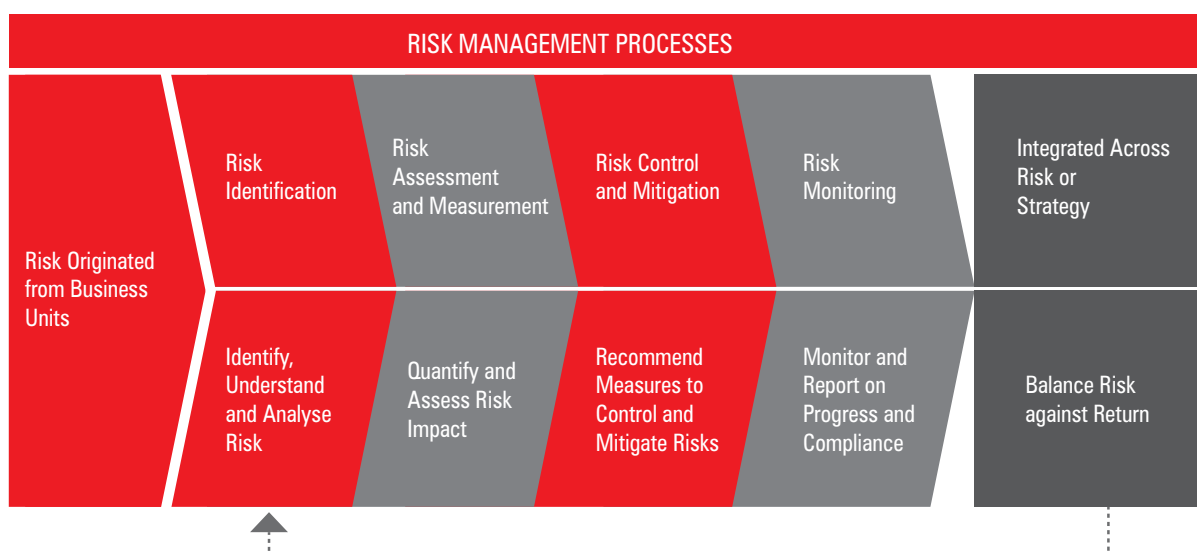 RISK MANAGEMENT PROCESSES
Risk Originated
from Business
Units
Risk
Identification
Risk
Assessment
and Measurement
Risk Control
and Mitigation
Risk
Monitoring
Integrated Across
Risk or
Strategy
Identify,
Understand
and Analyse
Risk
Quantify and
Assess Risk
Impact
Recommend
Measures to
Control and
Mitigate Risks
Monitor and
Report on
Progress and
Compliance
Balance Risk
against Return